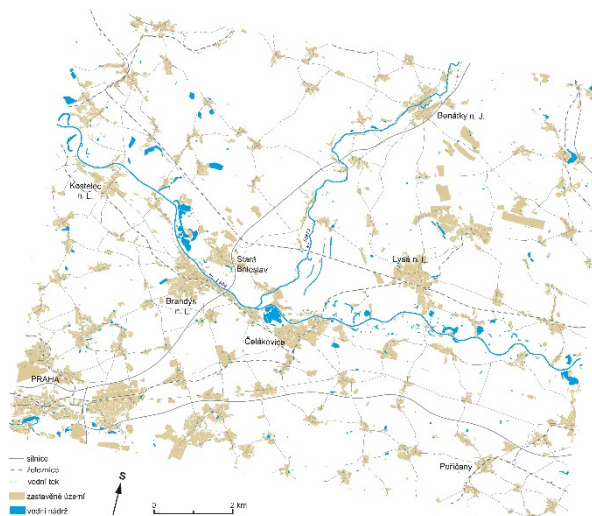 Benátky n. J.
Kostelec
n. L.
Stará
Boleslav
Lysá n. L.
Brandýs
n. L.
Čelákovice
PRAHA
Poříčany
silnice
železnice
vodní tok
zastavěné území
vodní nádrž
S
0 2 km